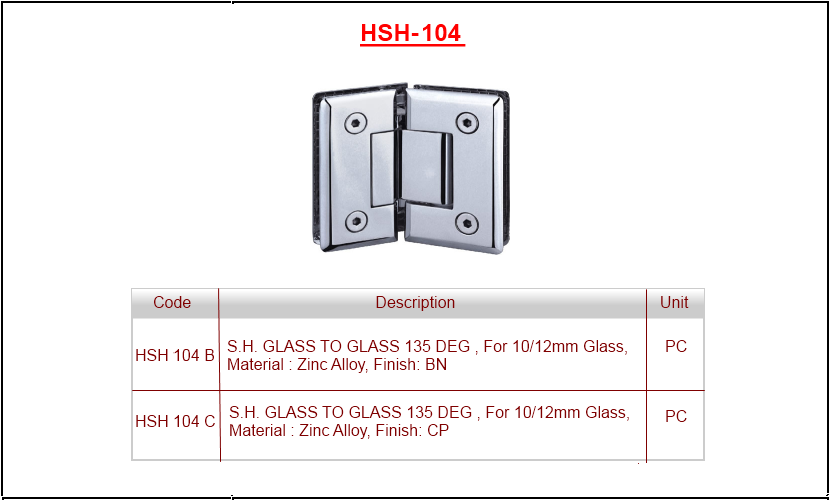 HSH-104
Code Description Unit
HSH 104 B S.H. GLASS TO GLASS 135 DEG , For 10/12mm Glass, PC
Material : Zinc Alloy, Finish: BN
HSH 104 C S.H. GLASS TO GLASS 135 DEG , For 10/12mm Glass, PC
Material : Zinc Alloy, Finish: CP